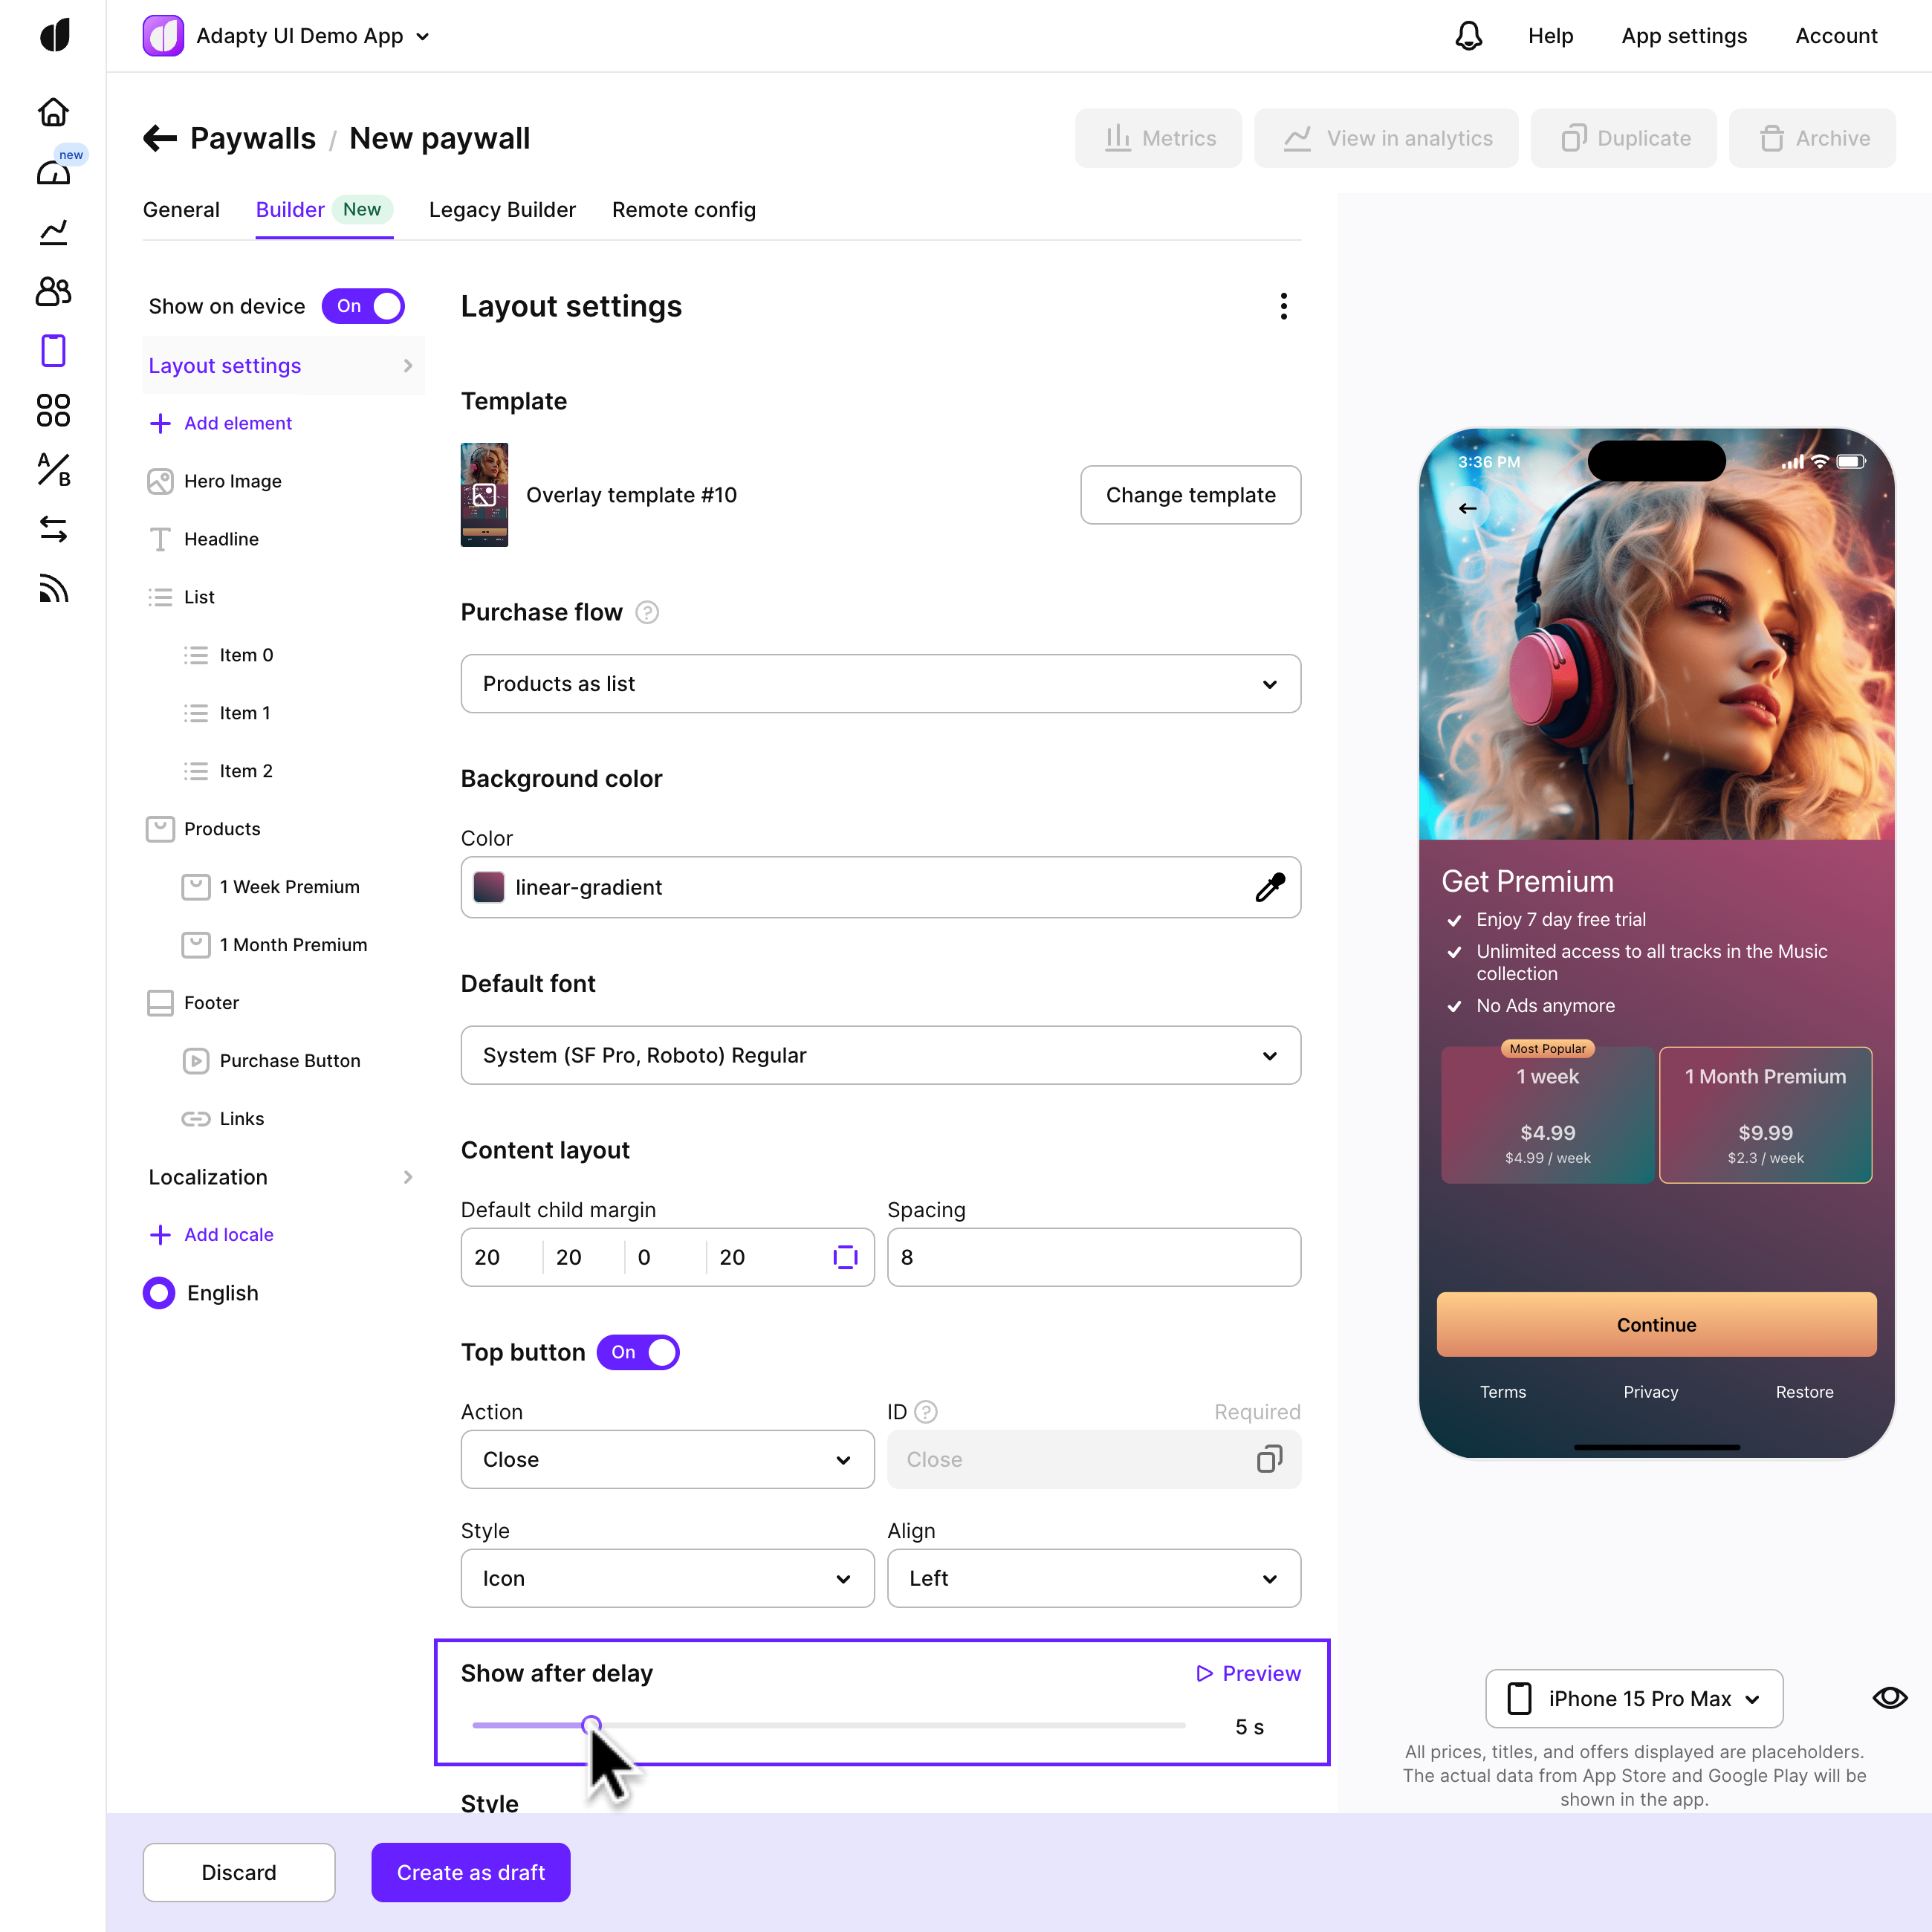 Adapty UI Demo App
Help
App settings
Account
new
Paywalls / New paywall
Metrics
View in analytics
Duplicate
Archive
General
Builder New
Legacy Builder
Remote config
Show on device On
Layout settings
Add element
Hero Image
Headline
List
Item 0
Item 1
Item 2
Products
1 Week Premium
1 Month Premium
Footer
Purchase Button
Links
Localization
Add locale
English
Layout settings
Template
Overlay template #10
Change template
Purchase flow ?
Products as list
Background color
Color
linear-gradient
Default font
System (SF Pro, Roboto) Regular
Content layout
Default child margin
20 20 0 20
Spacing
8
Top button On
Action
Close
ID ? Required
Close
Style
Icon
Align
Left
Show after delay
Preview
5 s
Style
Discard
Create as draft
3:36 PM
Get Premium
Enjoy 7 day free trial
Unlimited access to all tracks in the Music
collection
No Ads anymore
Most Popular
1 week
$4.99
$4.99 / week
1 Month Premium
$9.99
$2.3 / week
Continue
Terms
Privacy
Restore
iPhone 15 Pro Max
All prices, titles, and offers displayed are placeholders.
The actual data from App Store and Google Play will be
shown in the app.
A/B